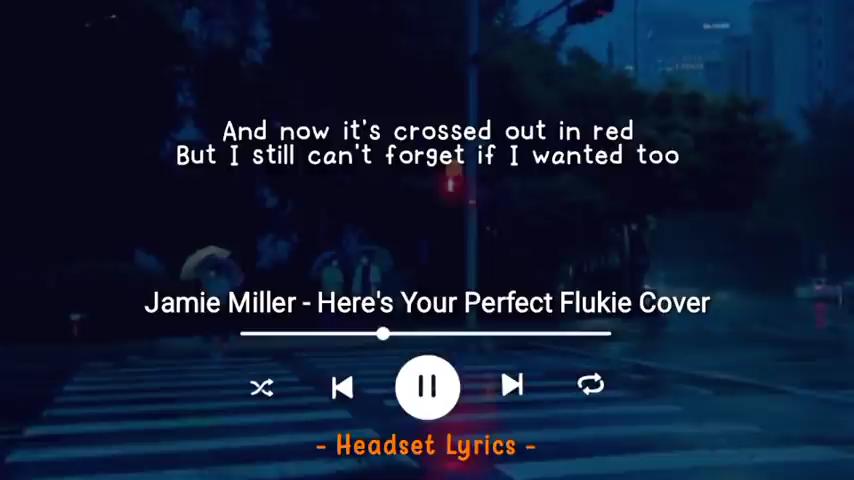 And now it's crossed out in red
But I still can't forget if I wanted too
Jamie Miller - Here's Your Perfect Flukie Cover
- Headset Lyrics -